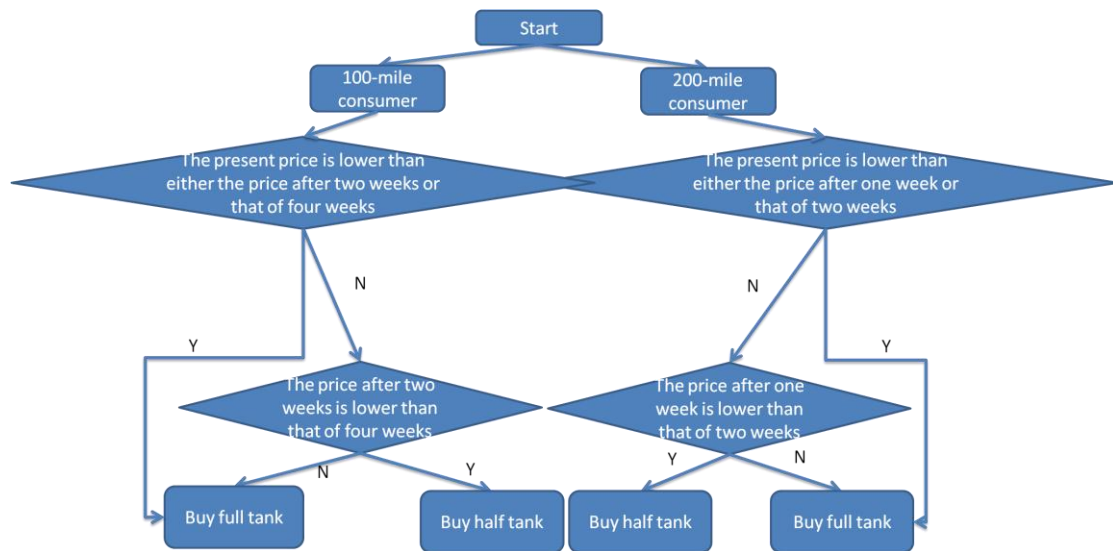 Start
100-mile
consumer
200-mile
consumer
The present price is lower than
either the price after two weeks or
that of four weeks
The present price is lower than
either the price after one week or
that of two weeks
N
N
Y
Y
The price after two
weeks is lower than
that of four weeks
The price after one
week is lower than
that of two weeks
N
Y
Y
N
Buy full tank
Buy half tank
Buy half tank
Buy full tank